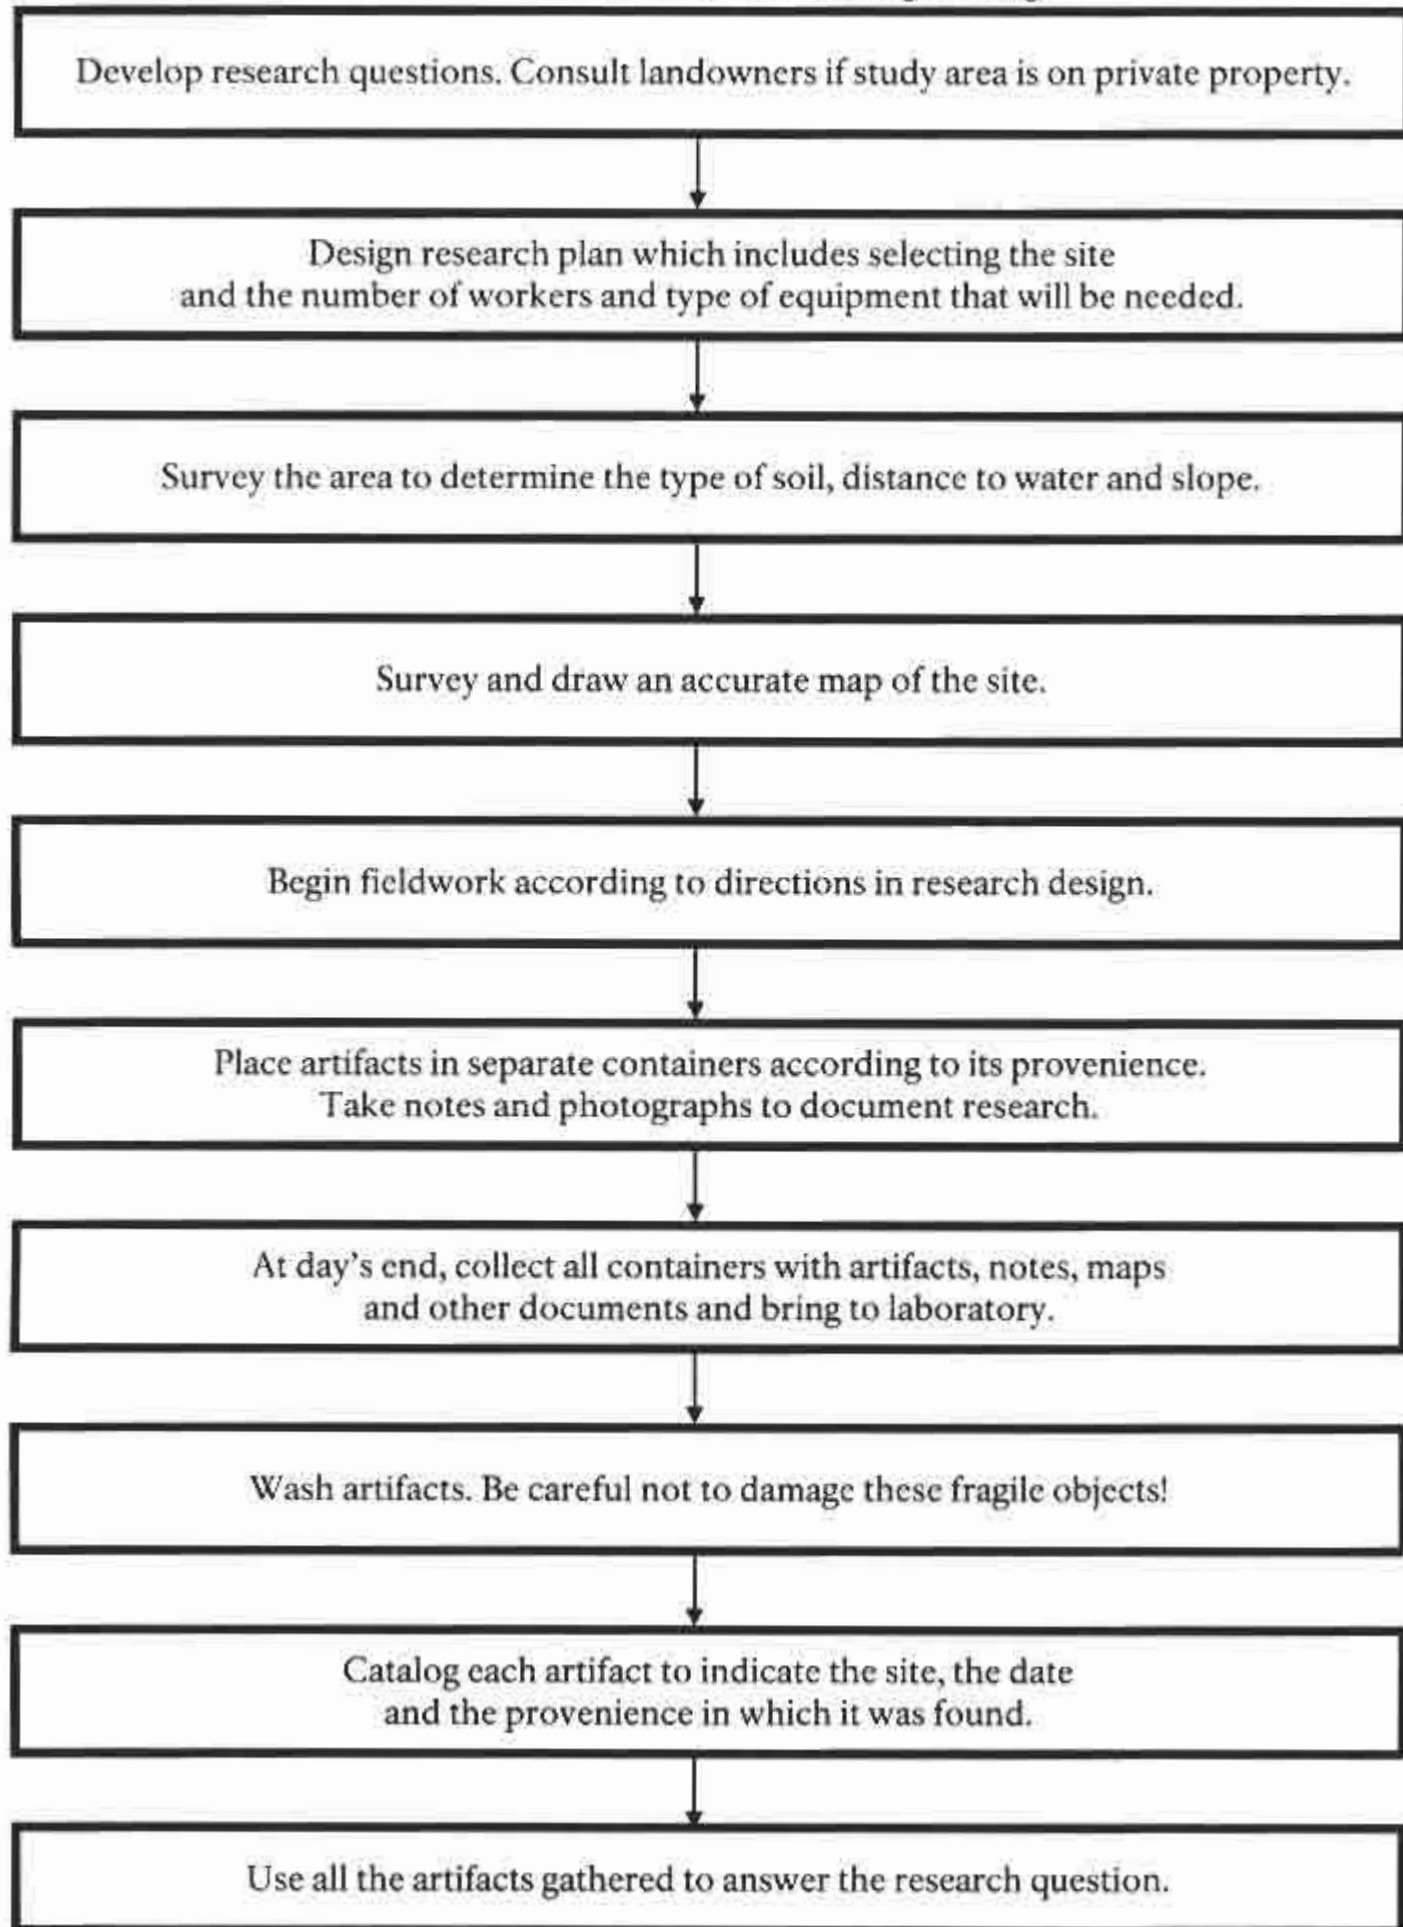 Develop research questions. Consult landowners if study area is on private property.
Design research plan which includes selecting the site
and the number of workers and type of equipment that will be needed.
Survey the area to determine the type of soil, distance to water and slope.
Survey and draw an accurate map of the site.
Begin fieldwork according to directions in research design.
Place artifacts in separate containers according to its provenience.
Take notes and photographs to document research.
At day's end, collect all containers with artifacts, notes, maps
and other documents and bring to laboratory.
Wash artifacts. Be careful not to damage these fragile objects!
Catalog each artifact to indicate the site, the date
and the provenience in which it was found.
Use all the artifacts gathered to answer the research question.